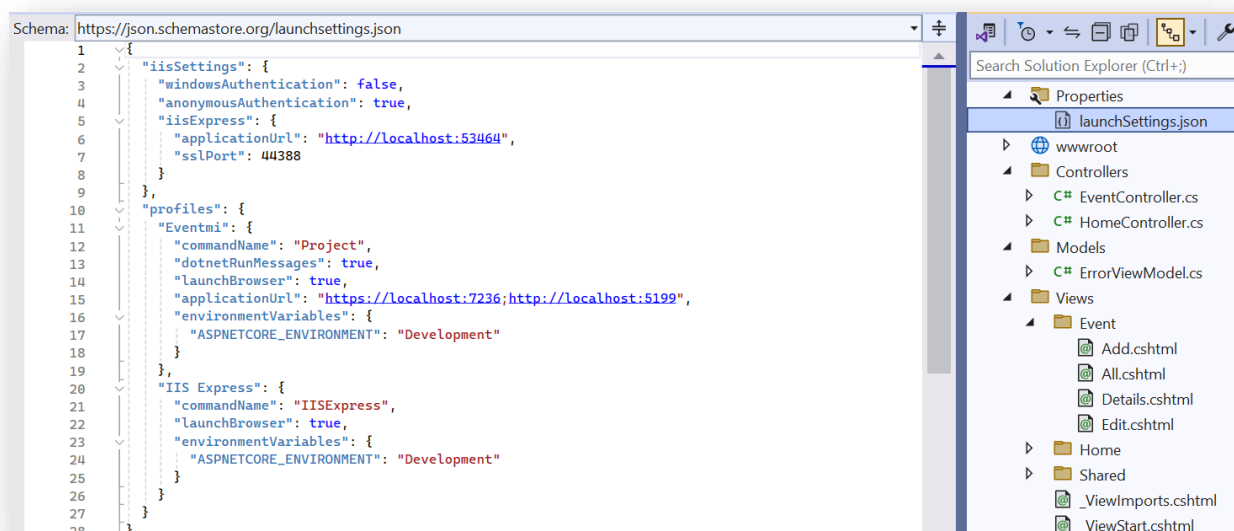 Schema: https://json.schemastore.org/launchsettings.json
1 {
2 "iisSettings": {
3 "windowsAuthentication": false,
4 "anonymousAuthentication": true,
5 "iisExpress": {
6 "applicationUrl": "http://localhost:53464",
7 "sslPort": 44388
8 }
9 },
10 "profiles": {
11 "Eventmi": {
12 "commandName": "Project",
13 "dotnetRunMessages": true,
14 "launchBrowser": true,
15 "applicationUrl": "https://localhost:7236;http://localhost:5199",
16 "environmentVariables": {
17 "ASPNETCORE_ENVIRONMENT": "Development"
18 }
19 },
20 "IIS Express": {
21 "commandName": "IISExpress",
22 "launchBrowser": true,
23 "environmentVariables": {
24 "ASPNETCORE_ENVIRONMENT": "Development"
25 }
26 }
27 }
28 }
Search Solution Explorer (Ctrl+;)
Properties
launchSettings.json
wwwroot
Controllers
C# EventController.cs
C# HomeController.cs
Models
C# ErrorViewModel.cs
Views
Event
Add.cshtml
All.cshtml
Details.cshtml
Edit.cshtml
Home
Shared
_ViewImports.cshtml
_ViewStart.cshtml